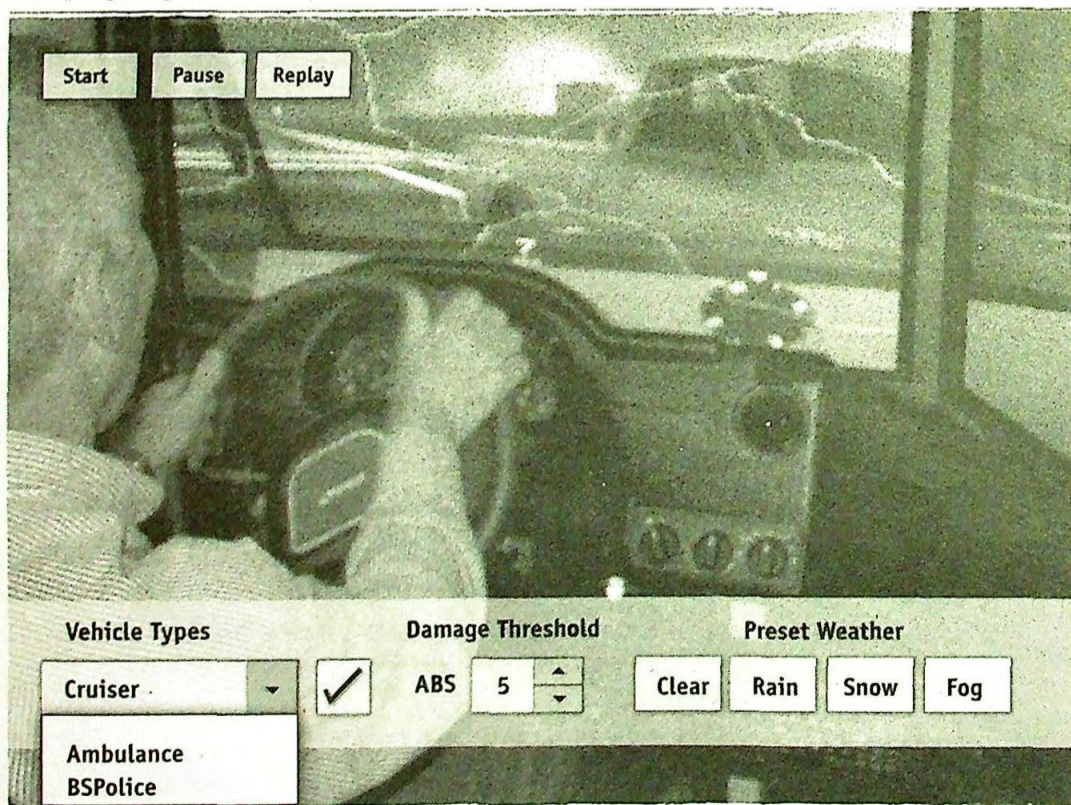 Start Pause Replay
Vehicle Types Damage Threshold Preset Weather
Cruiser ABS 5 Clear Rain Snow Fog
Ambulance
BSPolice